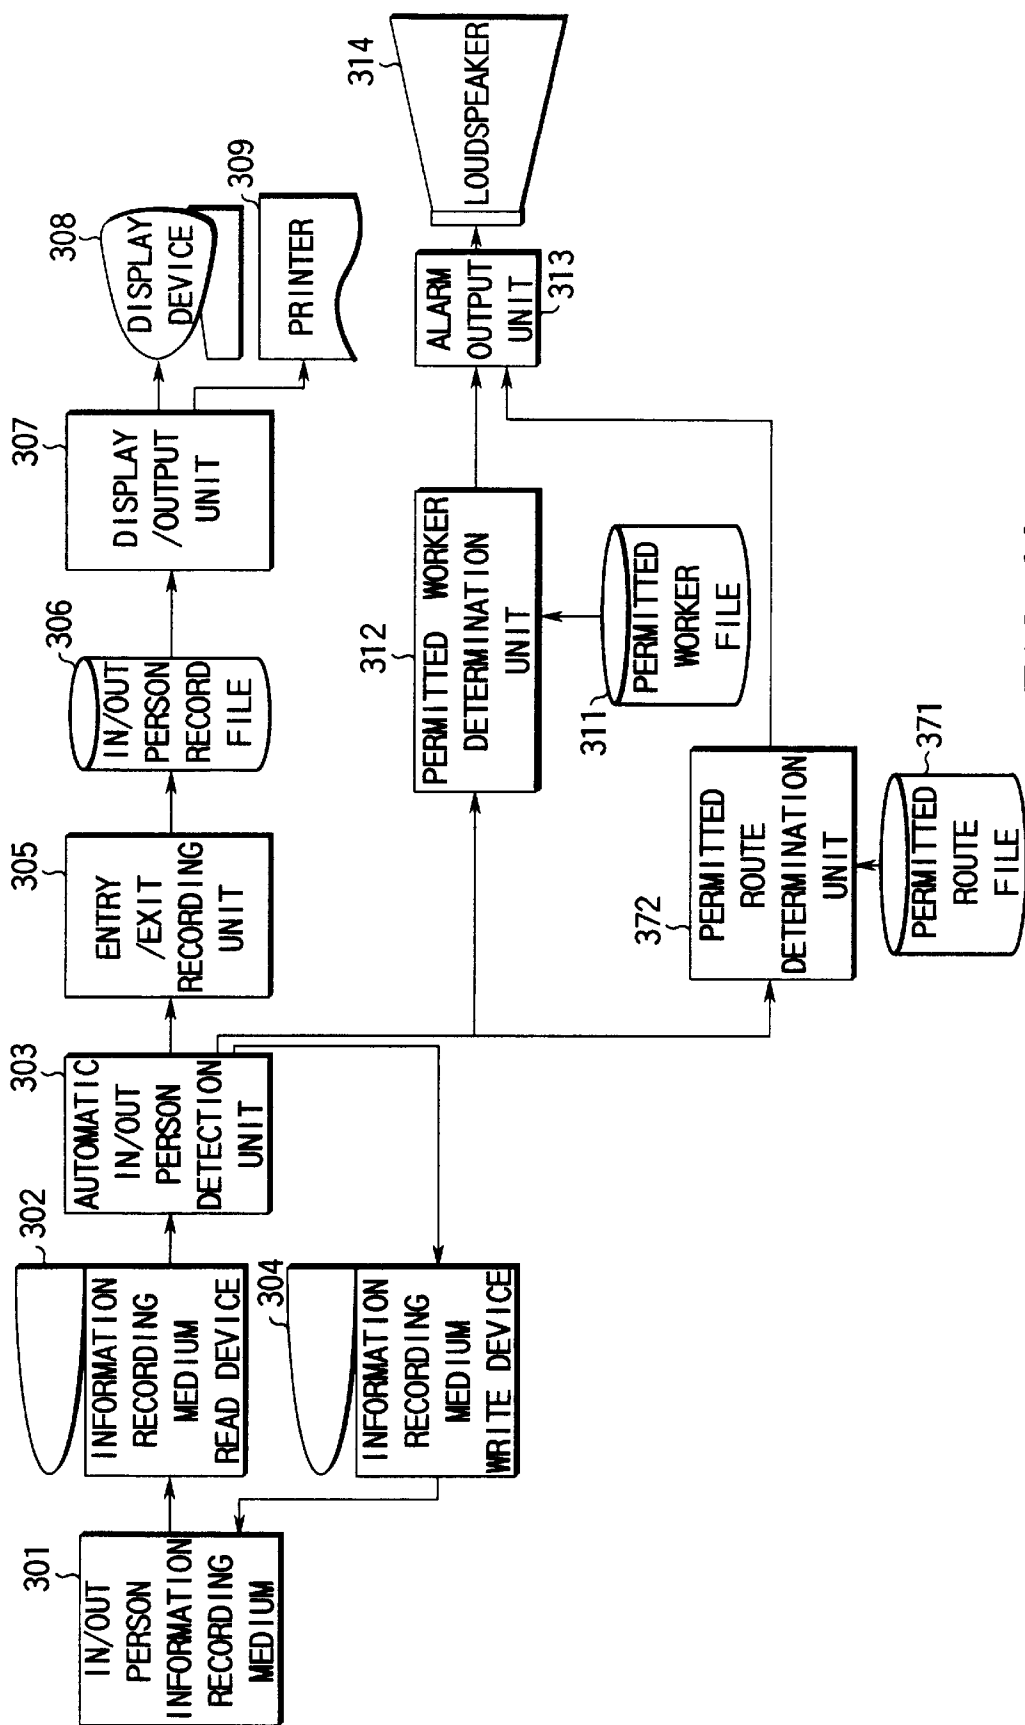 301
IN/OUT
PERSON
INFORMATION
RECORDING
MEDIUM
302
INFORMATION
RECORDING
MEDIUM
READ DEVICE
303
AUTOMATIC
IN/OUT
PERSON
DETECTION
UNIT
305
ENTRY
/EXIT
RECORDING
UNIT
306
IN/OUT
PERSON
RECORD
FILE
307
DISPLAY
/OUTPUT
UNIT
308
DISPLAY
DEVICE
309
PRINTER
304
INFORMATION
RECORDING
MEDIUM
WRITE DEVICE
312
PERMITTED WORKER
DETERMINATION
UNIT
311
PERMITTED
WORKER
FILE
ALARM
OUTPUT
UNIT
313
314
LOUDSPEAKER
372
PERMITTED
ROUTE
DETERMINATION
UNIT
371
PERMITTED
ROUTE
FILE